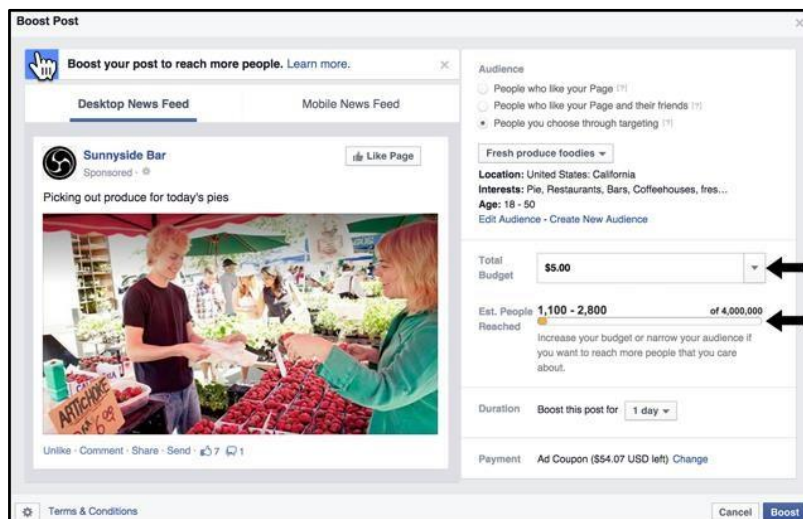 Boost Post
Boost your post to reach more people. Learn more.
Desktop News Feed
Mobile News Feed
Sunnyside Bar
Sponsored ·
Like Page
Picking out produce for today's pies
ARTICHOKE
Unlike · Comment · Share · Send · 7 1
Audience
People who like your Page [?]
People who like your Page and their friends [?]
People you choose through targeting [?]
Fresh produce foodies
Location: United States: California
Interests: Pie, Restaurants, Bars, Coffeehouses, fres...
Age: 18 - 50
Edit Audience - Create New Audience
Total
Budget
$5.00
Est. People
Reached
1,100 - 2,800
of 4,000,000
Increase your budget or narrow your audience if
you want to reach more people that you care
about.
Duration
Boost this post for 1 day
Payment
Ad Coupon ($54.07 USD left) Change
Terms & Conditions
Cancel
Boost